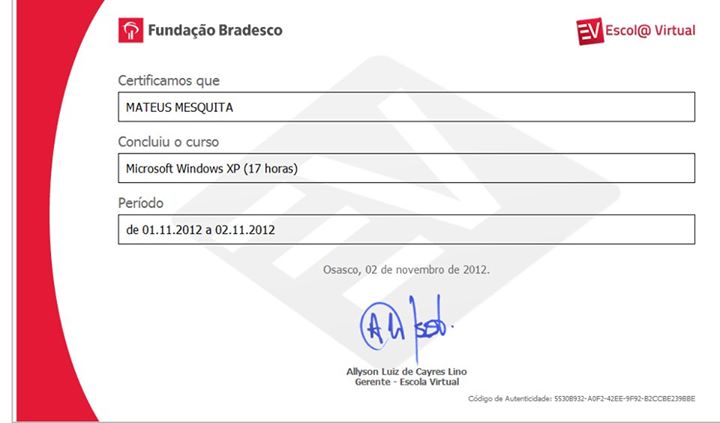 Fundação Bradesco
EV Escol@ Virtual
Certificamos que
MATEUS MESQUITA
Concluiu o curso
Microsoft Windows XP (17 horas)
Período
de 01.11.2012 a 02.11.2012
Osasco, 02 de novembro de 2012.
Allyson Luiz de Cayres Lino
Gerente - Escola Virtual
Código de Autenticidade: 5530B932-A0F2-42EE-9F92-B2CCBE239BBE